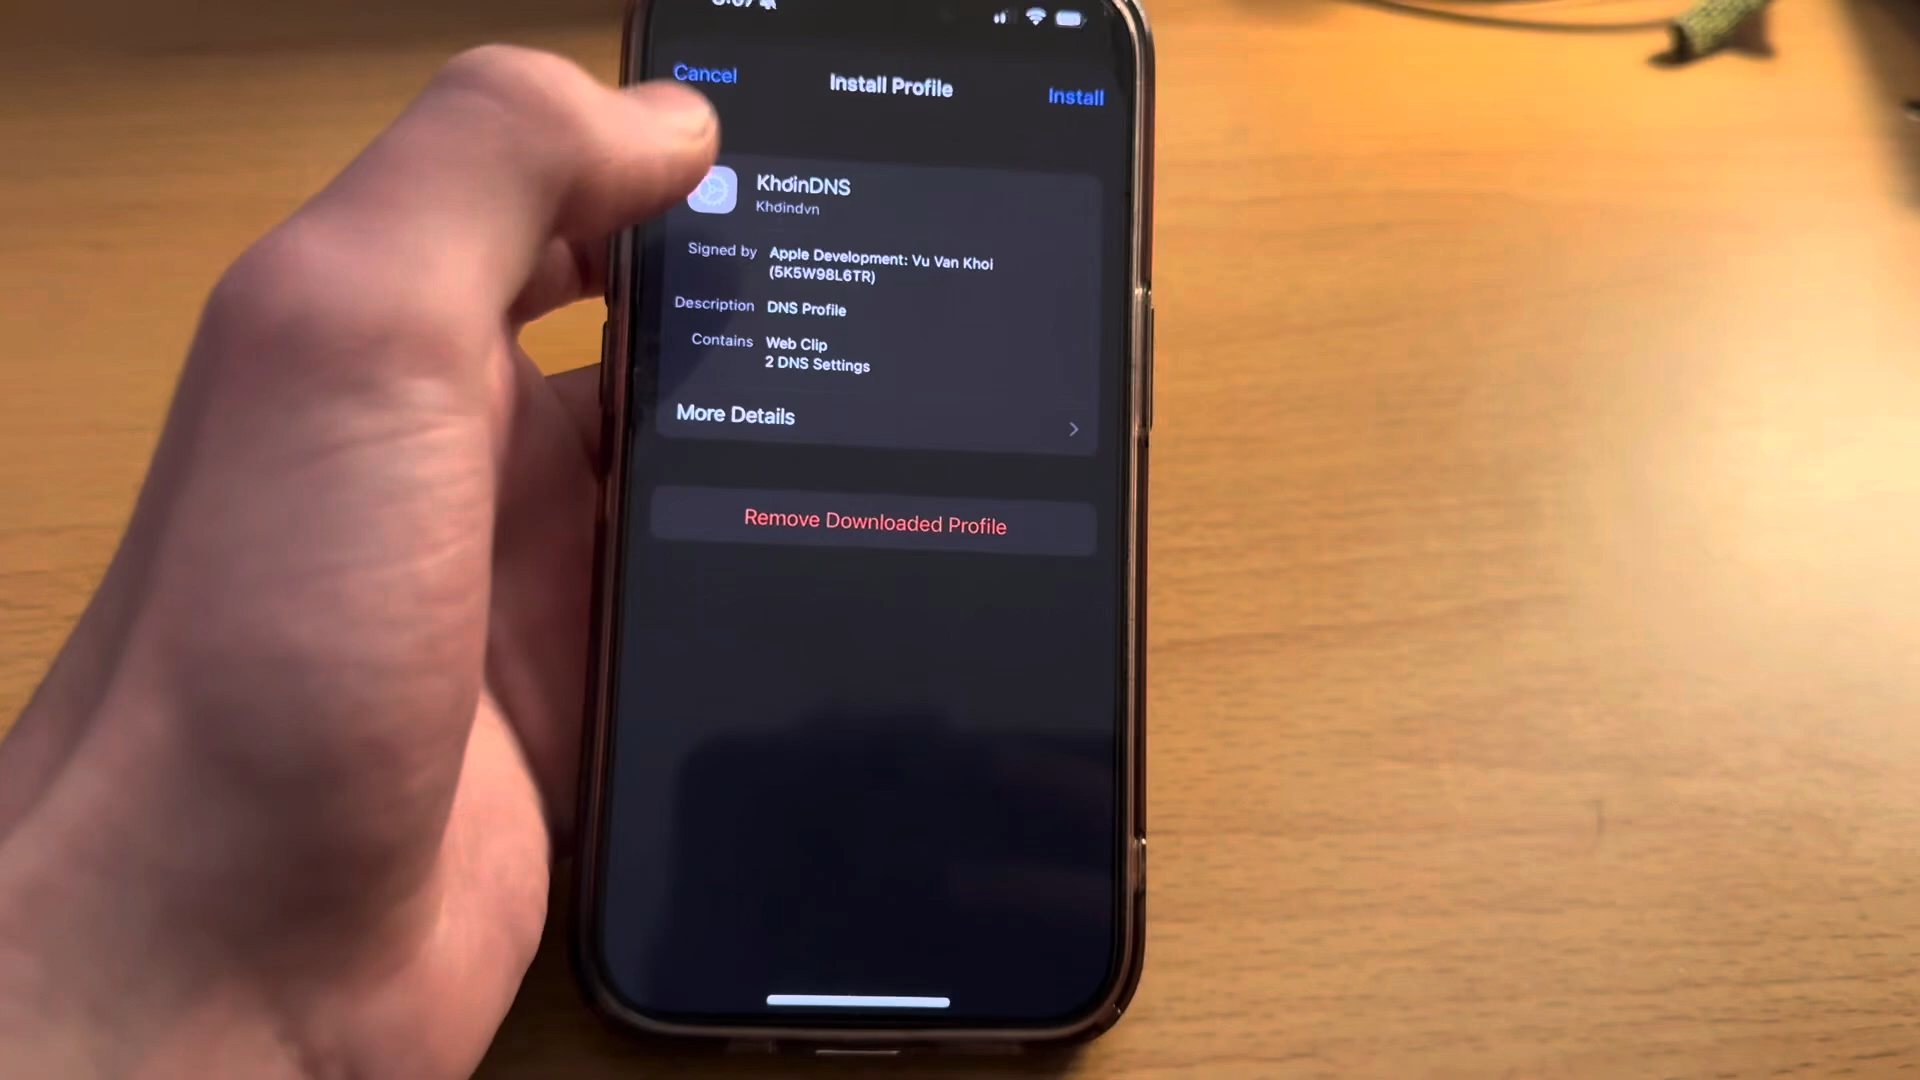 Cancel
Install Profile
Install
KhơinDNS
Khơindvn
Signed by
Apple Development: Vu Van Khoi
(5K5W98L6TR)
Description
DNS Profile
Contains
Web Clip
2 DNS Settings
More Details
Remove Downloaded Profile